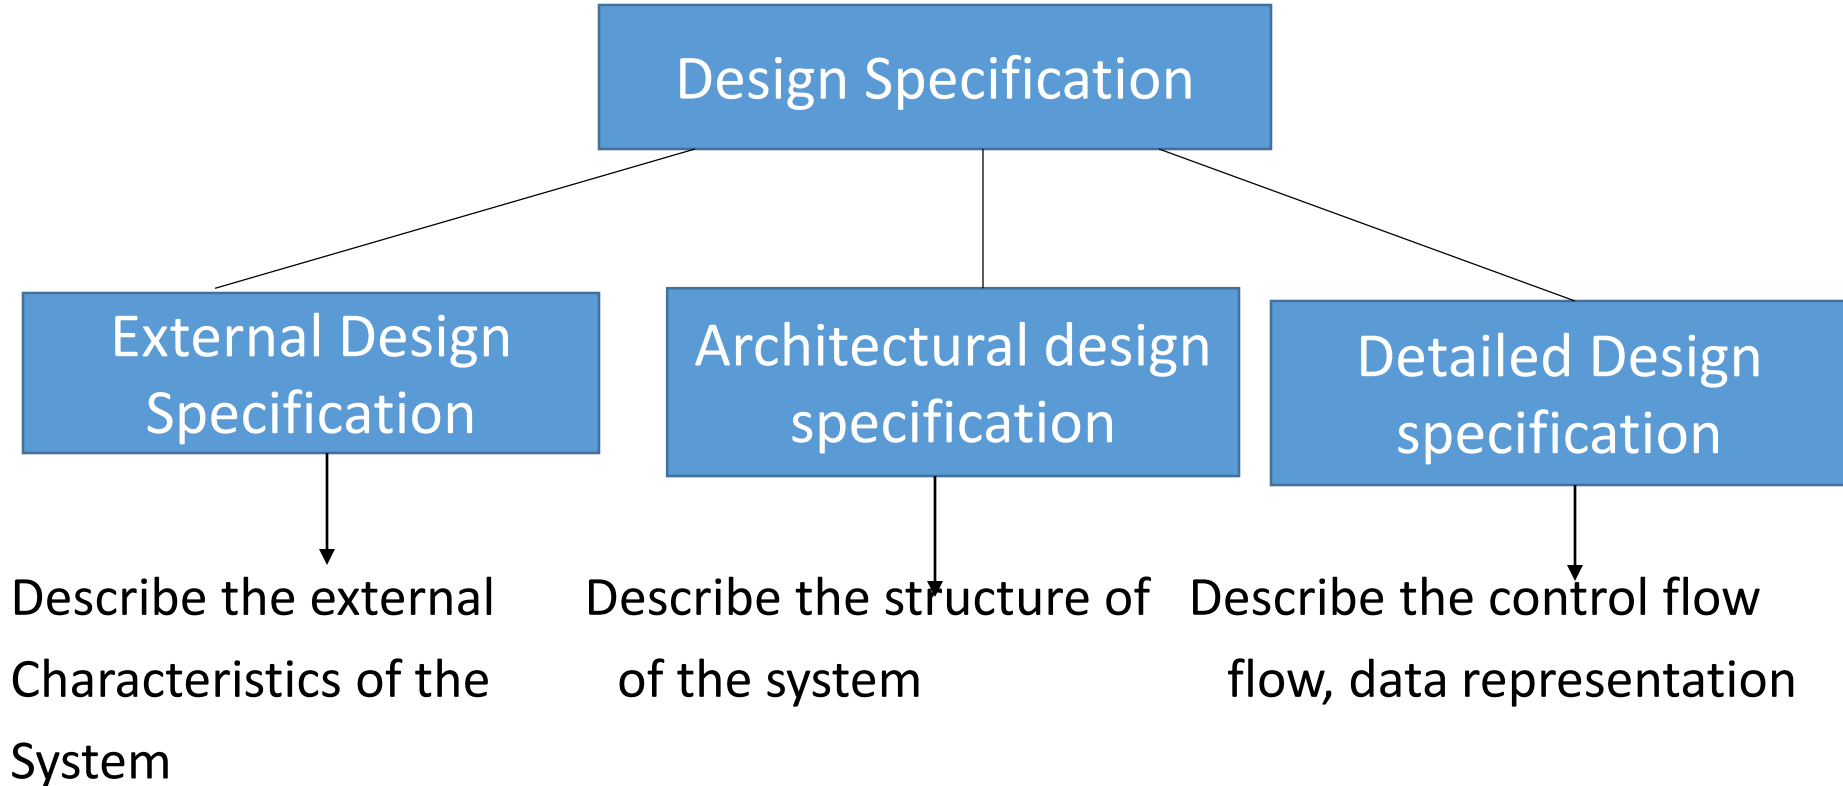 Design Specification
External Design
Specification
Architectural design
specification
Detailed Design
specification
Describe the external
Characteristics of the
System
Describe the structure of
of the system
Describe the control flow
flow, data representation